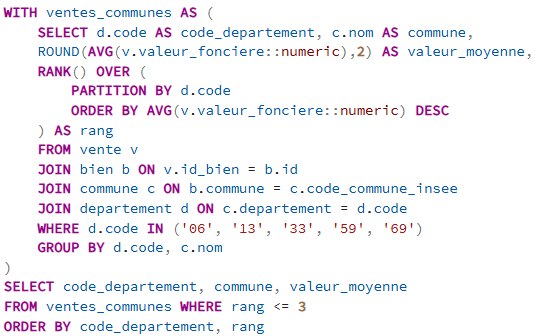 WITH ventes_communes AS (
    SELECT d.code AS code_departement, c.nom AS commune,
    ROUND(AVG(v.valeur_fonciere::numeric),2) AS valeur_moyenne,
    RANK() OVER (
        PARTITION BY d.code
        ORDER BY AVG(v.valeur_fonciere::numeric) DESC
    ) AS rang
    FROM vente v
    JOIN bien b ON v.id_bien = b.id
    JOIN commune c ON b.commune = c.code_commune_insee
    JOIN departement d ON c.departement = d.code
    WHERE d.code IN ('06', '13', '33', '59', '69')
    GROUP BY d.code, c.nom
)
SELECT code_departement, commune, valeur_moyenne
FROM ventes_communes WHERE rang <= 3
ORDER BY code_departement, rang